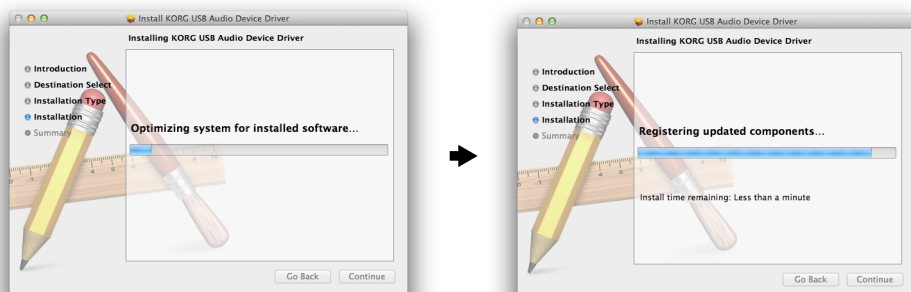 Install KORG USB Audio Device Driver
Installing KORG USB Audio Device Driver
Introduction
Destination Select
Installation Type
Installation
Summary
Optimizing system for installed software...
Go Back
Continue
Install KORG USB Audio Device Driver
Installing KORG USB Audio Device Driver
Introduction
Destination Select
Installation Type
Installation
Summary
Registering updated components...
Install time remaining: Less than a minute
Go Back
Continue